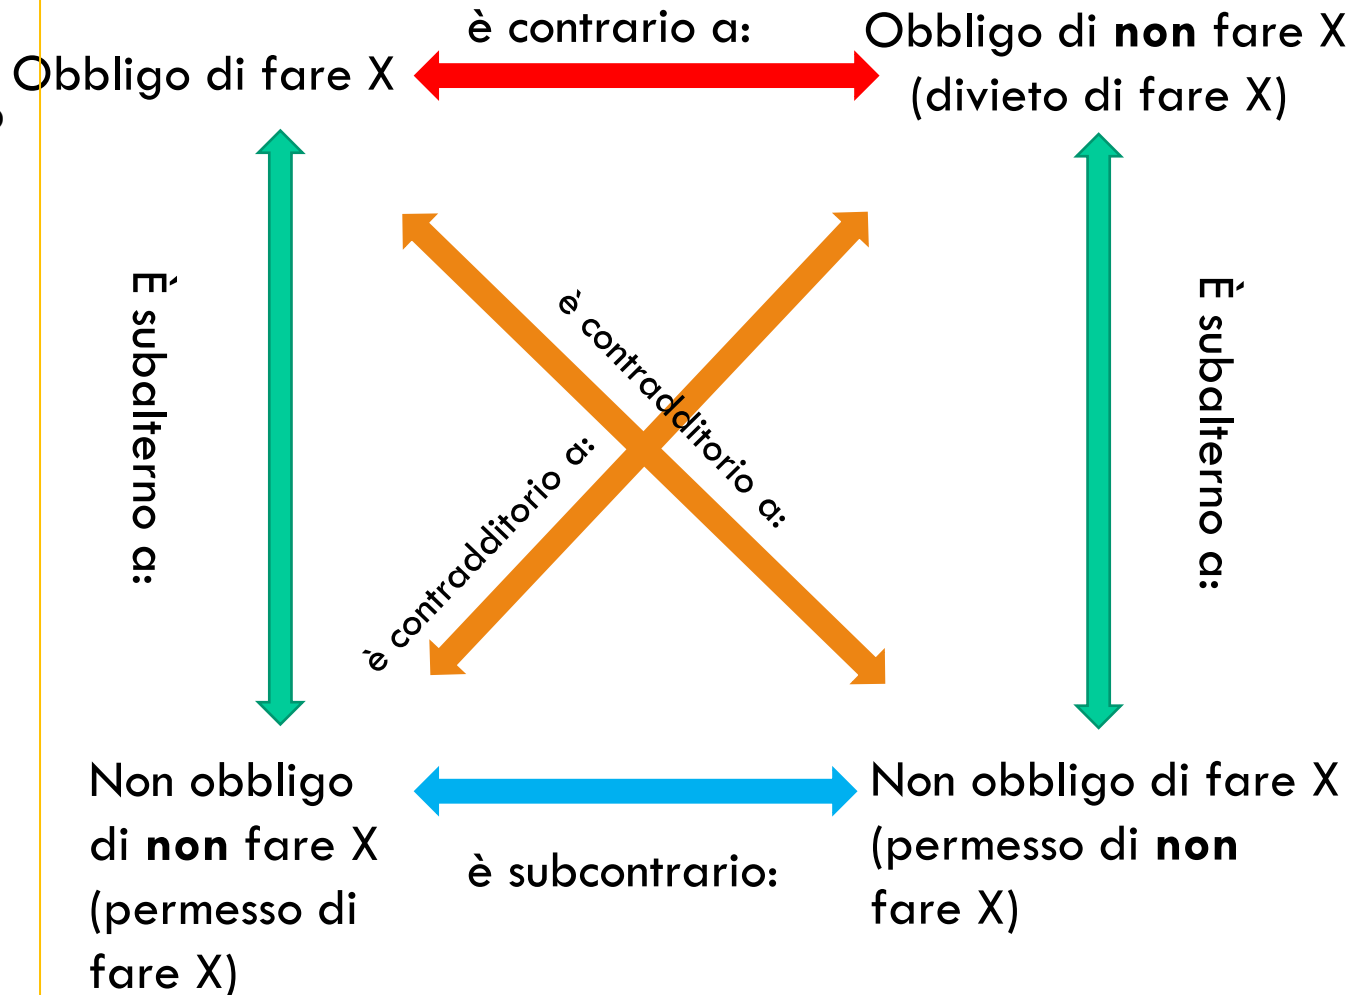 è contrario a:
Obbligo di non fare X
(divieto di fare X)
Obbligo di fare X
È subalterno a:
è contraddittorio a:
è contraddittorio a:
È subalterno a:
Non obbligo
di non fare X
(permesso di
fare X)
è subcontrario:
Non obbligo di fare X
(permesso di non
fare X)